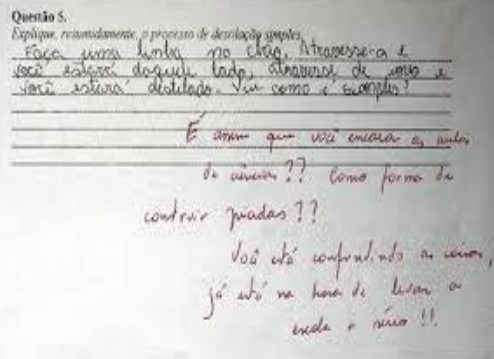 Questão 5.
Explique, resumidamente, o processo de destilação simples.
Faça uma linha no chão, Atravesse-a e
você estará daquele lado, atravesse de novo e
você estará destilado. Viu como é simples?
É assim que você encara as aulas
de ciências?? Como forma de
construir piadas??
Você está confundindo as coisas,
já está na hora de levar a
escola a sério!!.